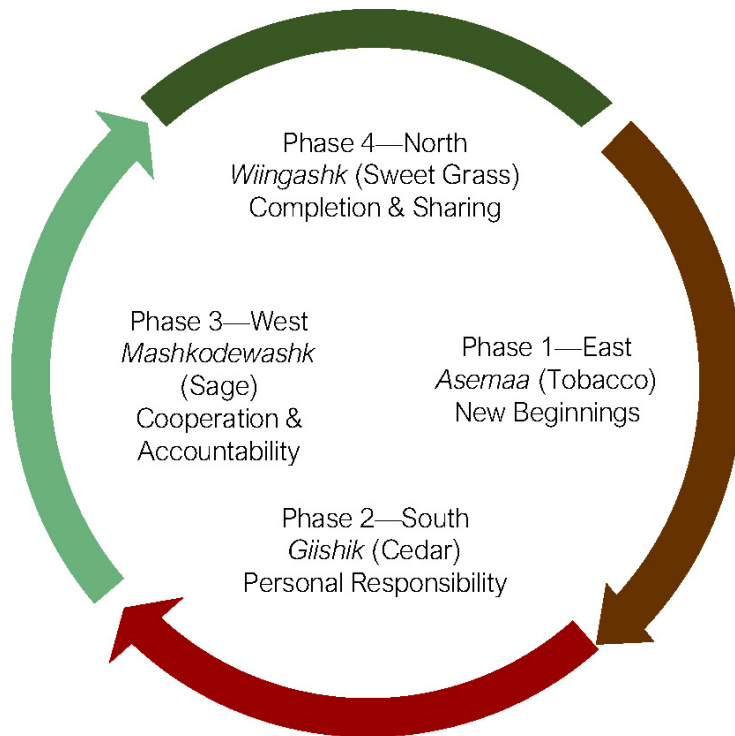 Phase 4—North
Wiingashk (Sweet Grass)
Completion & Sharing
Phase 3—West
Mashkodewashk
(Sage)
Cooperation &
Accountability
Phase 1—East
Asemaa (Tobacco)
New Beginnings
Phase 2—South
Giishik (Cedar)
Personal Responsibility